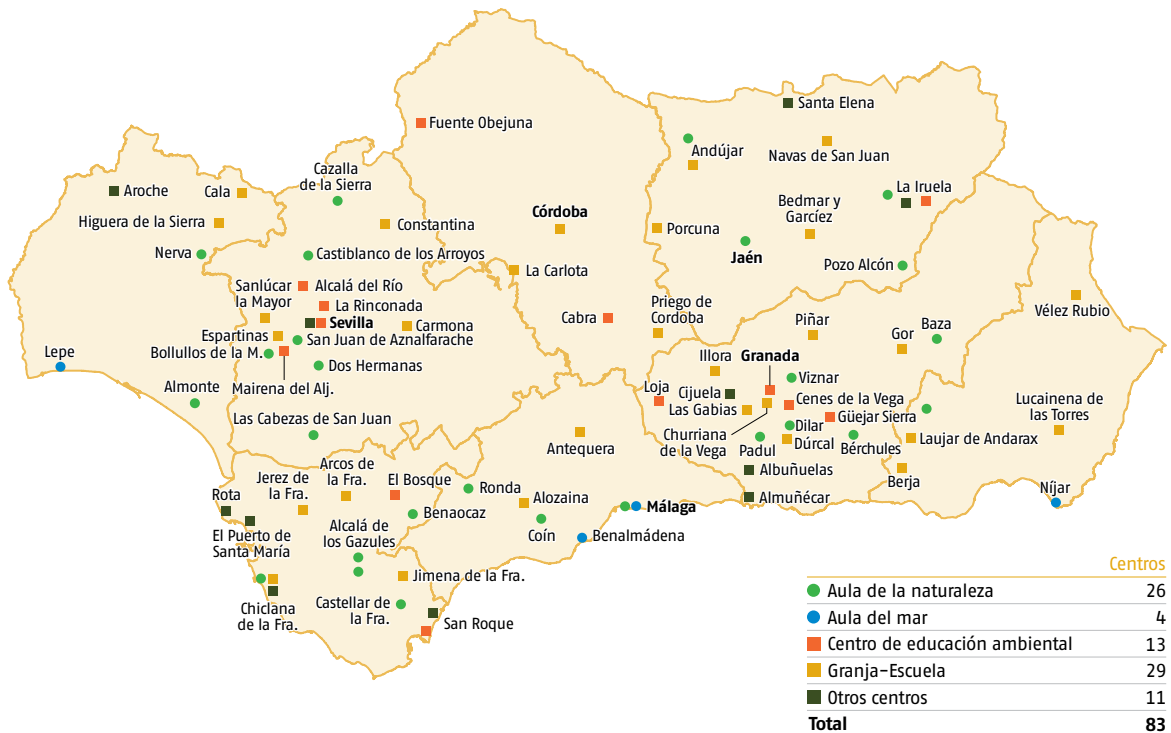 Santa Elena
Fuente Obejuna
Andújar
Navas de San Juan
Cazalla
de la Sierra
Aroche
Cala
La Iruela
Bedmar y
Garcíez
Córdoba
Higuera de la Sierra
Constantina
Porcuna
Nerva
Castiblanco de los Arroyos
Jaén
Pozo Alcón
La Carlota
Sanlúcar
la Mayor
Alcalá del Río
La Rinconada
Priego de
Cordoba
Vélez Rubio
Sevilla
Carmona
Cabra
Piñar
Gor
Baza
Espartinas
San Juan de Aznalfarache
Bollullos de la M.
Lepe
Illora
Granada
Dos Hermanas
Viznar
Almonte
Mairena del Alj.
Loja
Cijuela
Las Gabias
Cenes de la Vega
Güejar Sierra
Lucainena de
las Torres
Las Cabezas de San Juan
Churriana
de la Vega
Dilar
Dúrcal
Padul
Bérchules
Laujar de Andarax
Antequera
Arcos de
la Fra.
Jerez de
la Fra.
El Bosque
Albuñuelas
Berja
Rota
Ronda
Alozaina
Almuñécar
Níjar
Benaocaz
Málaga
El Puerto de
Santa María
Alcalá de
los Gazules
Coín
Benalmádena
Jimena de la Fra.
Chiclana
de la Fra.
Castellar de
la Fra.
San Roque
Centros
Aula de la naturaleza 26
Aula del mar 4
Centro de educación ambiental 13
Granja-Escuela 29
Otros centros 11
Total 83